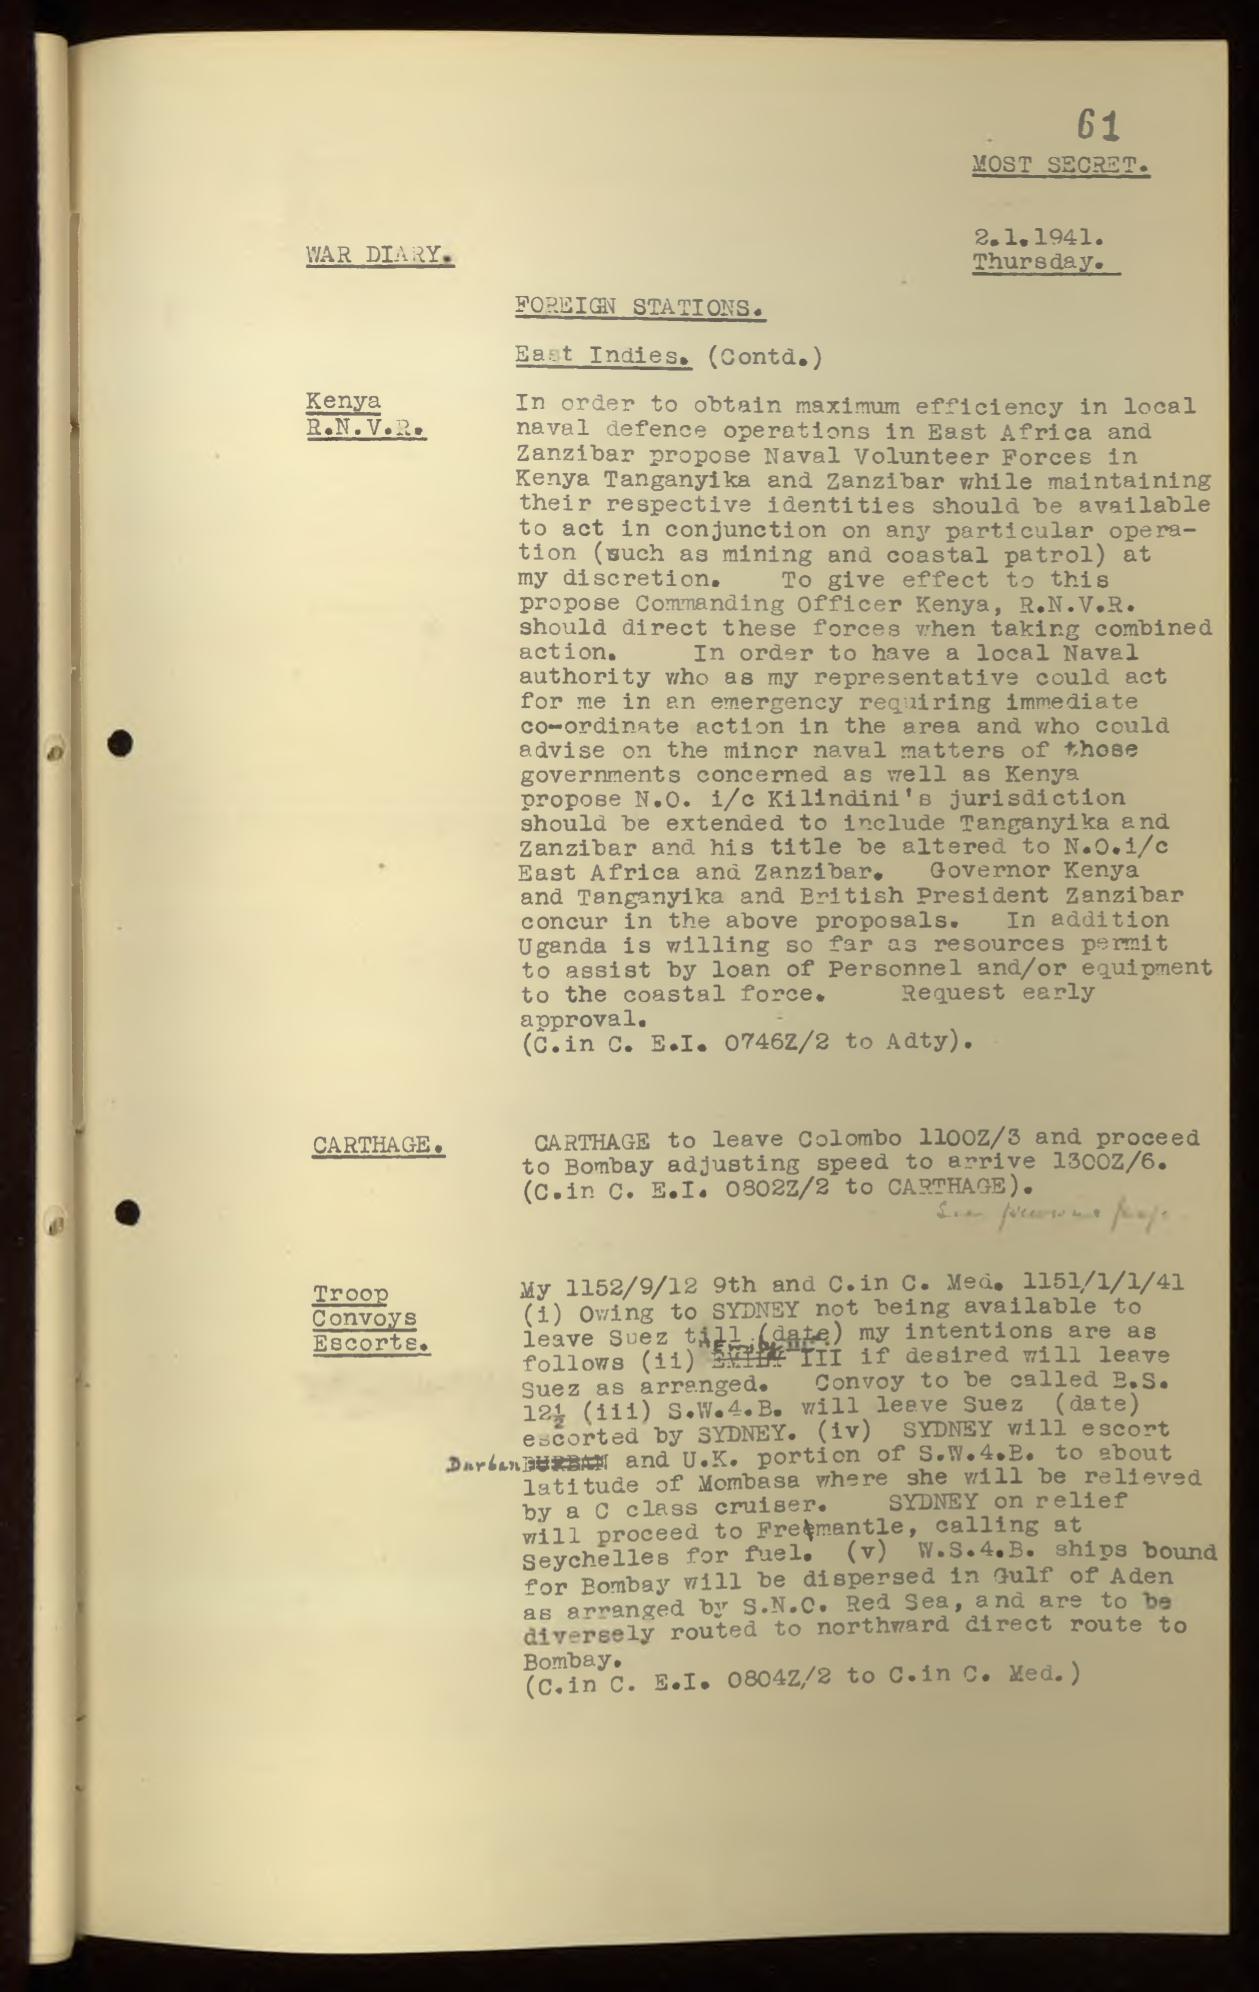 61
MOST SECRET.
2.1.1941.
WAR DIARY.
Thursday.
FOREIGN STATIONS.
East Indies. (Contd.)
Kenya
R.N.V.R.
In order to obtain maximum efficiency in local
naval defence operations in East Africa and
Zanzibar propose Naval Volunteer Forces in
Kenya Tanganyika and Zanzibar while maintaining
their respective identities should be available
to act in conjunction on any particular opera-
tion (such as mining and coastal patrol) at
my discretion. To give effect to this
propose Commanding Officer Kenya, R.N.V.R.
should direct these forces when taking combined
action. In order to have a local Naval
authority who as my representative could act
for me in an emergency requiring immediate
co-ordinate action in the area and who could
advise on the minor naval matters of those
governments concerned as well as Kenya
propose N.O. i/c Kilindini's jurisdiction
should be extended to include Tanganyika and
Zanzibar and his title be altered to N.O.i/c
East Africa and Zanzibar. Governor Kenya
and Tanganyika and British President Zanzibar
concur in the above proposals. In addition
Uganda is willing so far as resources permit
to assist by loan of Personnel and/or equipment
to the coastal force. Request early
approval.
(C.in C. E.I. 0746Z/2 to Adty).
CARTHAGE.
CARTHAGE to leave Colombo 1100Z/3 and proceed
to Bombay adjusting speed to arrive 1300Z/6.
(C.in C. E.I. 0802Z/2 to CARTHAGE).
Troop
Convoys
Escorts.
My 1152/9/12 9th and C.in C. Med. 1151/1/1/41
(i) Owing to SYDNEY not being available to
leave Suez till (date) my intentions are as
follows (ii) III if desired will leave
Suez as arranged. Convoy to be called B.S.
12½ (iii) S.W.4.B. will leave Suez (date)
escorted by SYDNEY. (iv) SYDNEY will escort
Durban DURBAN and U.K. portion of S.W.4.B. to about
latitude of Mombasa where she will be relieved
by a C class cruiser. SYDNEY on relief
will proceed to Freemantle, calling at
Seychelles for fuel. (v) W.S.4.B. ships bound
for Bombay will be dispersed in Gulf of Aden
as arranged by S.N.O. Red Sea, and are to be
diversely routed to northward direct route to
Bombay.
(C.in C. E.I. 0804Z/2 to C.in C. Med.)